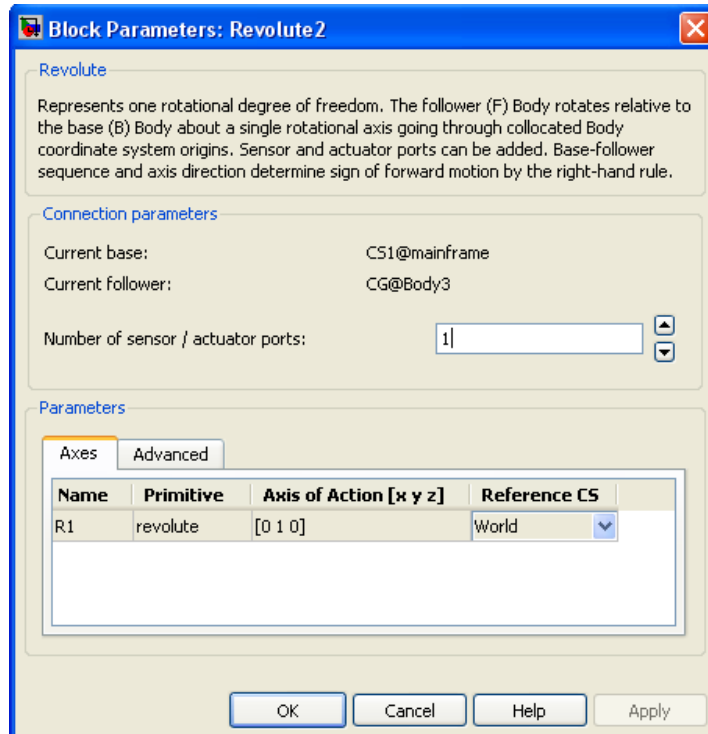 Block Parameters: Revolute2
Revolute
Represents one rotational degree of freedom. The follower (F) Body rotates relative to
the base (B) Body about a single rotational axis going through collocated Body
coordinate system origins. Sensor and actuator ports can be added. Base-follower
sequence and axis direction determine sign of forward motion by the right-hand rule.
Connection parameters
Current base: CS1@mainframe
Current follower: CG@Body3
Number of sensor / actuator ports: 1
Parameters
Axes Advanced
Name Primitive Axis of Action [x y z] Reference CS
R1 revolute [0 1 0] World
OK Cancel Help Apply